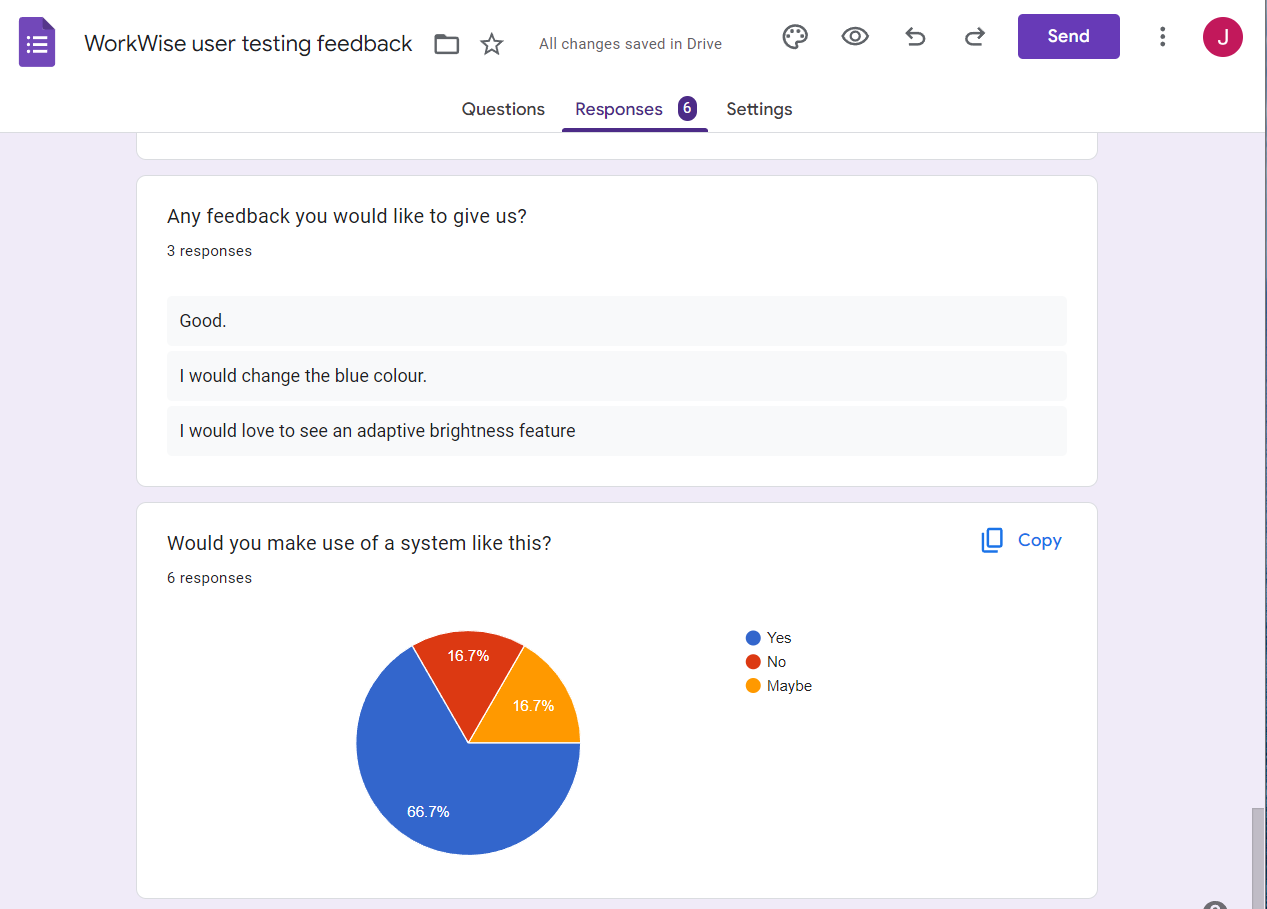 WorkWise user testing feedback
All changes saved in Drive
Send
J
Questions
Responses 6
Settings
Any feedback you would like to give us?
3 responses
Good.
I would change the blue colour.
I would love to see an adaptive brightness feature
Would you make use of a system like this?
Copy
6 responses
Yes
No
Maybe
16.7%
16.7%
66.7%